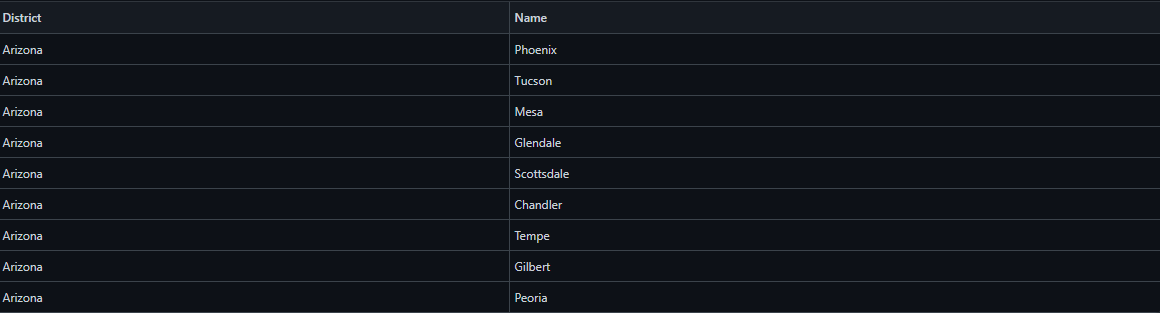 District Name
Arizona Phoenix
Arizona Tucson
Arizona Mesa
Arizona Glendale
Arizona Scottsdale
Arizona Chandler
Arizona Tempe
Arizona Gilbert
Arizona Peoria